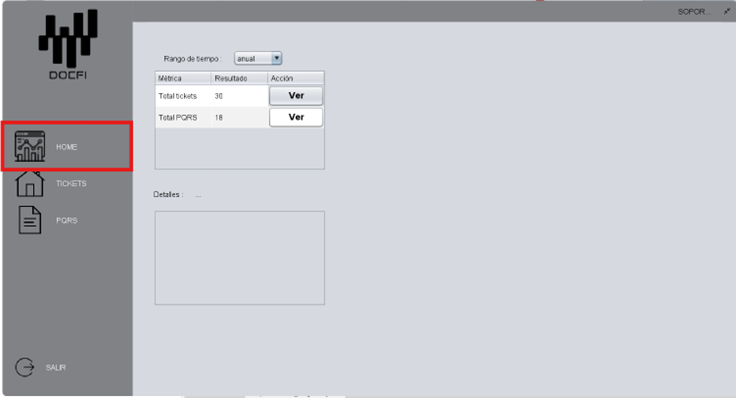 SOPOR...
DOCFI
HOME
TICKETS
PQRS
SALIR
Rango de tiempo: anual
Métrica Resultado Acción
Total tickets 30 Ver
Total PQRS 18 Ver
Detalles : ...